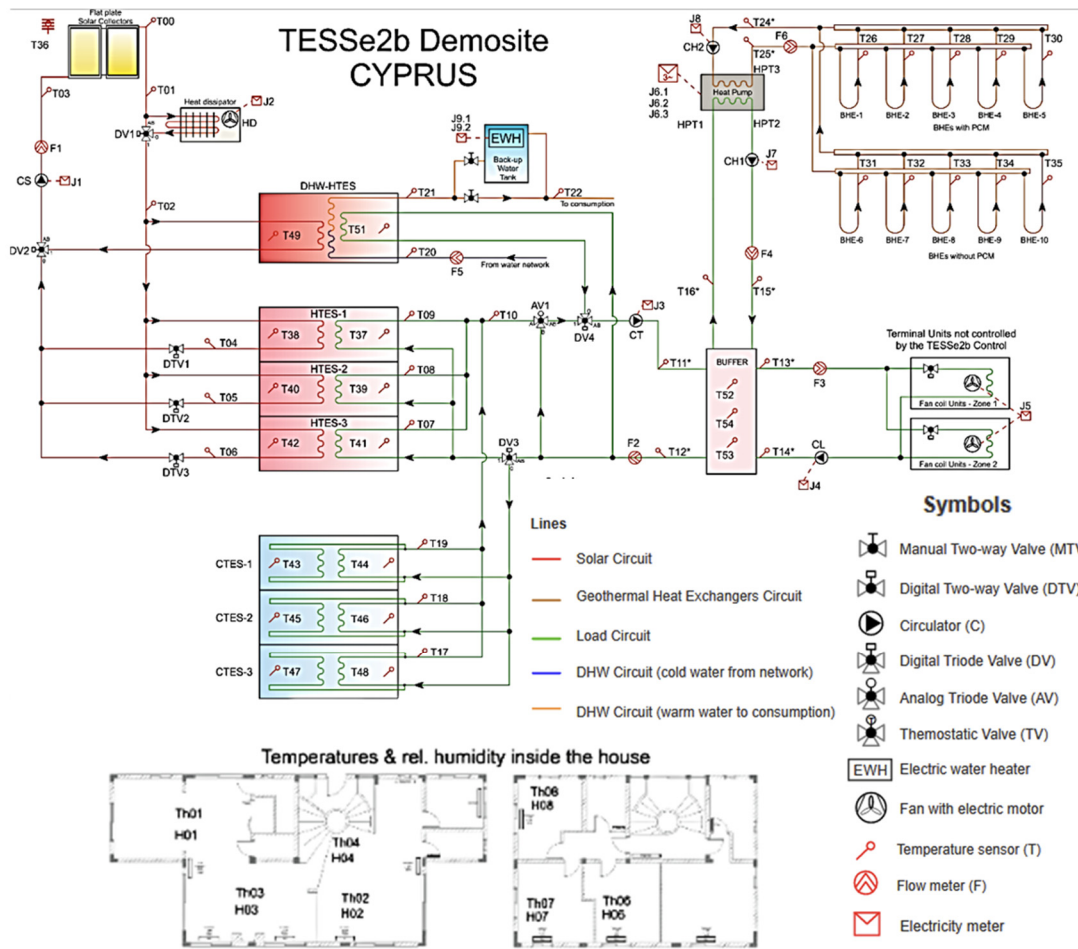 TESSe2b Demosite
CYPRUS
Flat plate
Solar Collectors
T00
T36
T03
T01
Heat dissipator
J2
HD
DV1
F1
CS
J1
T02
DV2
J9.1
J9.2
EWH
Back-up
Water
Tank
DHW-HTES
T21
T22
To consumption
T49
T51
T20
F5
From water network
HTES-1
T38
T37
T09
T04
DTV1
HTES-2
T40
T39
T08
T05
DTV2
HTES-3
T42
T41
T07
T06
DTV3
T10
AV1
DV4
J3
CT
T11*
DV3
F2
T12*
J8
T24*
CH2
F6
T25*
HPT3
J6.1
J6.2
J6.3
Heat Pump
HPT1
HPT2
CH1
J7
F4
T16*
T15*
T26
T27
T28
T29
T30
BHE-1
BHE-2
BHE-3
BHE-4
BHE-5
BHEs with PCM
T31
T32
T33
T34
T35
BHE-6
BHE-7
BHE-8
BHE-9
BHE-10
BHEs without PCM
BUFFER
T52
T54
T53
T13*
F3
T14*
CL
J4
Terminal Units not controlled
by the TESSe2b Control
Fan coil Units - Zone 1
J5
Fan coil Units - Zone 2
CTES-1
T43
T44
T19
CTES-2
T45
T46
T18
CTES-3
T47
T48
T17
Lines
Solar Circuit
Geothermal Heat Exchangers Circuit
Load Circuit
DHW Circuit (cold water from network)
DHW Circuit (warm water to consumption)
Symbols
Manual Two-way Valve (MTV
Digital Two-way Valve (DTV)
Circulator (C)
Digital Triode Valve (DV)
Analog Triode Valve (AV)
Themostatic Valve (TV)
EWH Electric water heater
Fan with electric motor
Temperature sensor (T)
Flow meter (F)
Electricity meter
Temperatures & rel. humidity inside the house
Th01
H01
Th04
H04
Th03
H03
Th02
H02
Th08
H08
Th07
H07
Th06
H06